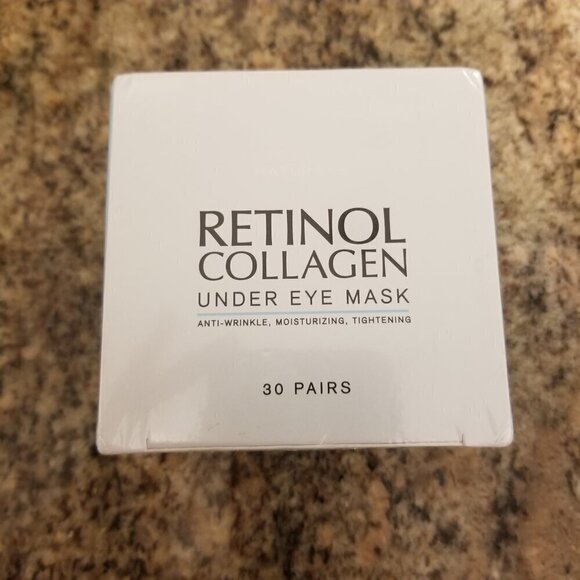 RETINOL
COLLAGEN
UNDER EYE MASK
ANTI-WRINKLE, MOISTURIZING, TIGHTENING
30 PAIRS